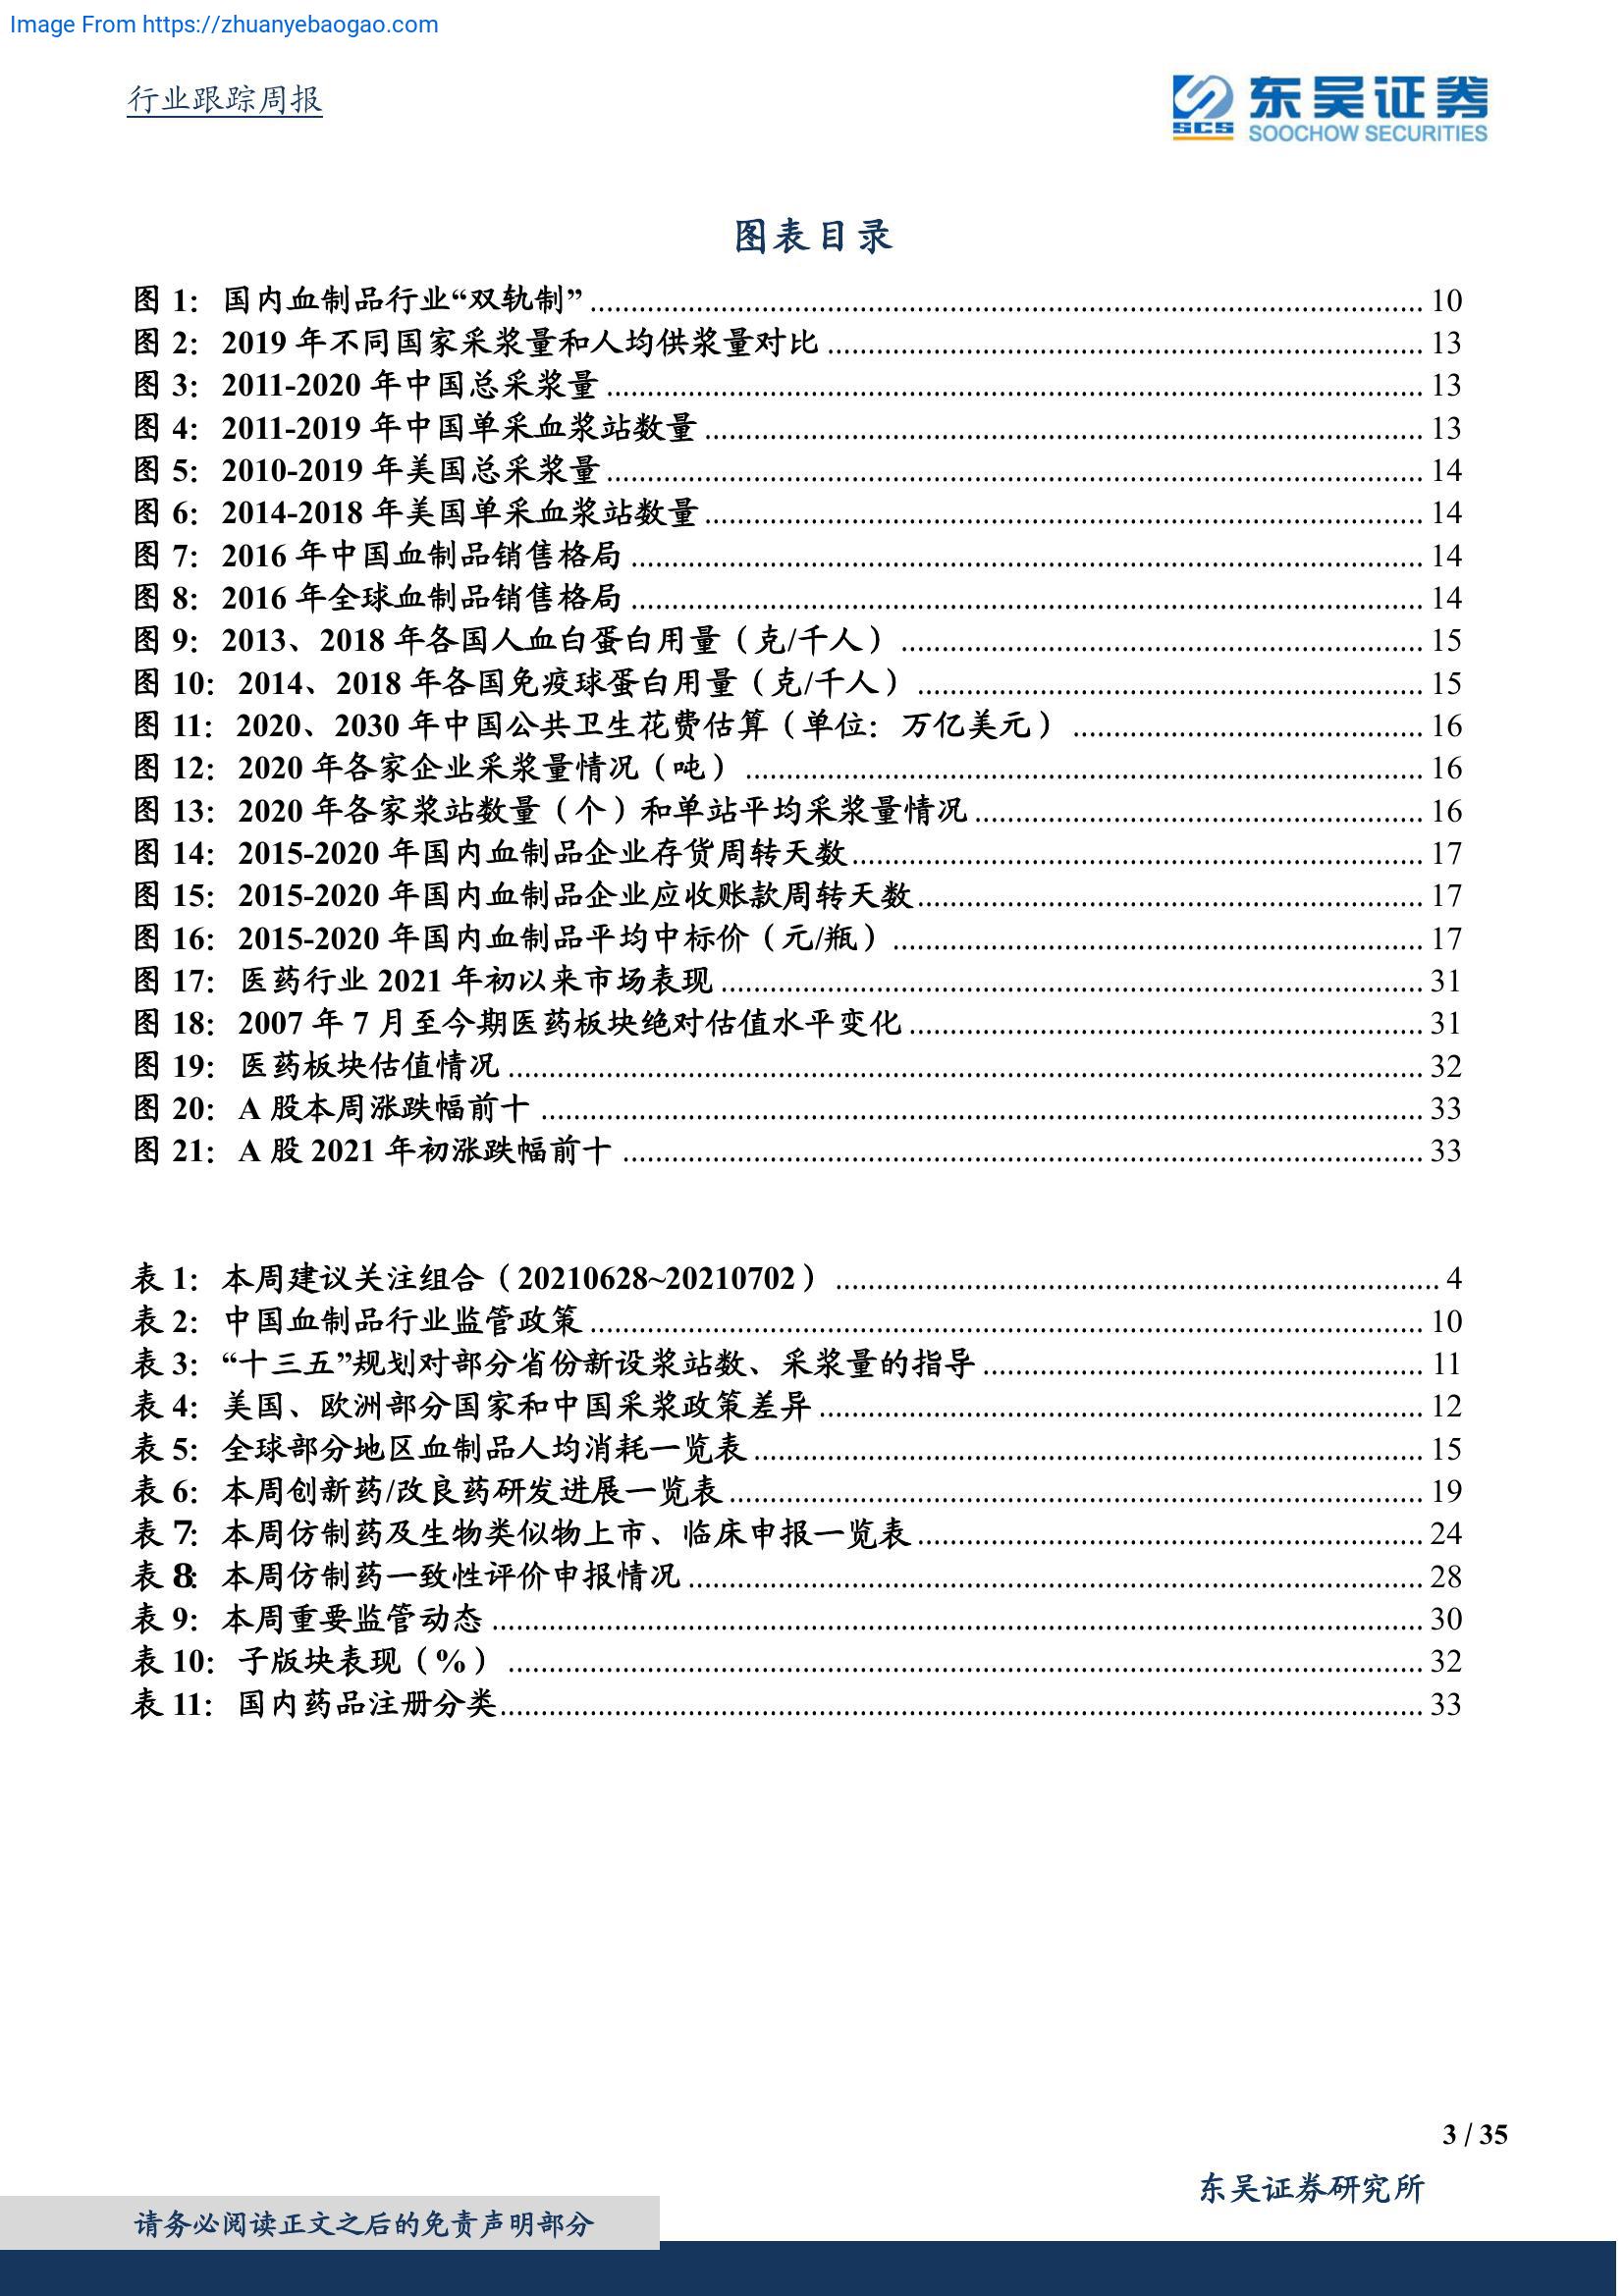 Image From https://zhuanyebaogao.com
行业跟踪周报
SCS 东吴证券
SOOCHOW SECURITIES
图表目录
图 1： 国内血制品行业“双轨制” 10
图 2： 2019 年不同国家采浆量和人均供浆量对比 13
图 3： 2011-2020 年中国总采浆量 13
图 4： 2011-2019 年中国单采血浆站数量 13
图 5： 2010-2019 年美国总采浆量 14
图 6： 2014-2018 年美国单采血浆站数量 14
图 7： 2016 年中国血制品销售格局 14
图 8： 2016 年全球血制品销售格局 14
图 9： 2013、2018 年各国人血白蛋白用量（克/千人） 15
图 10： 2014、2018 年各国免疫球蛋白用量（克/千人） 15
图 11： 2020、2030 年中国公共卫生花费估算（单位：万亿美元） 16
图 12： 2020 年各家企业采浆量情况（吨） 16
图 13： 2020 年各家浆站数量（个）和单站平均采浆量情况 16
图 14： 2015-2020 年国内血制品企业存货周转天数 17
图 15： 2015-2020 年国内血制品企业应收账款周转天数 17
图 16： 2015-2020 年国内血制品平均中标价（元/瓶） 17
图 17： 医药行业 2021 年初以来市场表现 31
图 18： 2007 年 7 月至今期医药板块绝对估值水平变化 31
图 19： 医药板块估值情况 32
图 20： A 股本周涨跌幅前十 33
图 21： A 股 2021 年初涨跌幅前十 33
表 1： 本周建议关注组合（20210628~20210702） 4
表 2： 中国血制品行业监管政策 10
表 3： “十三五”规划对部分省份新设浆站数、采浆量的指导 11
表 4： 美国、欧洲部分国家和中国采浆政策差异 12
表 5： 全球部分地区血制品人均消耗一览表 15
表 6： 本周创新药/改良药研发进展一览表 19
表 7： 本周仿制药及生物类似物上市、临床申报一览表 24
表 8： 本周仿制药一致性评价申报情况 28
表 9： 本周重要监管动态 30
表 10： 子版块表现（%） 32
表 11： 国内药品注册分类 33
3 / 35
东吴证券研究所
请务必阅读正文之后的免责声明部分